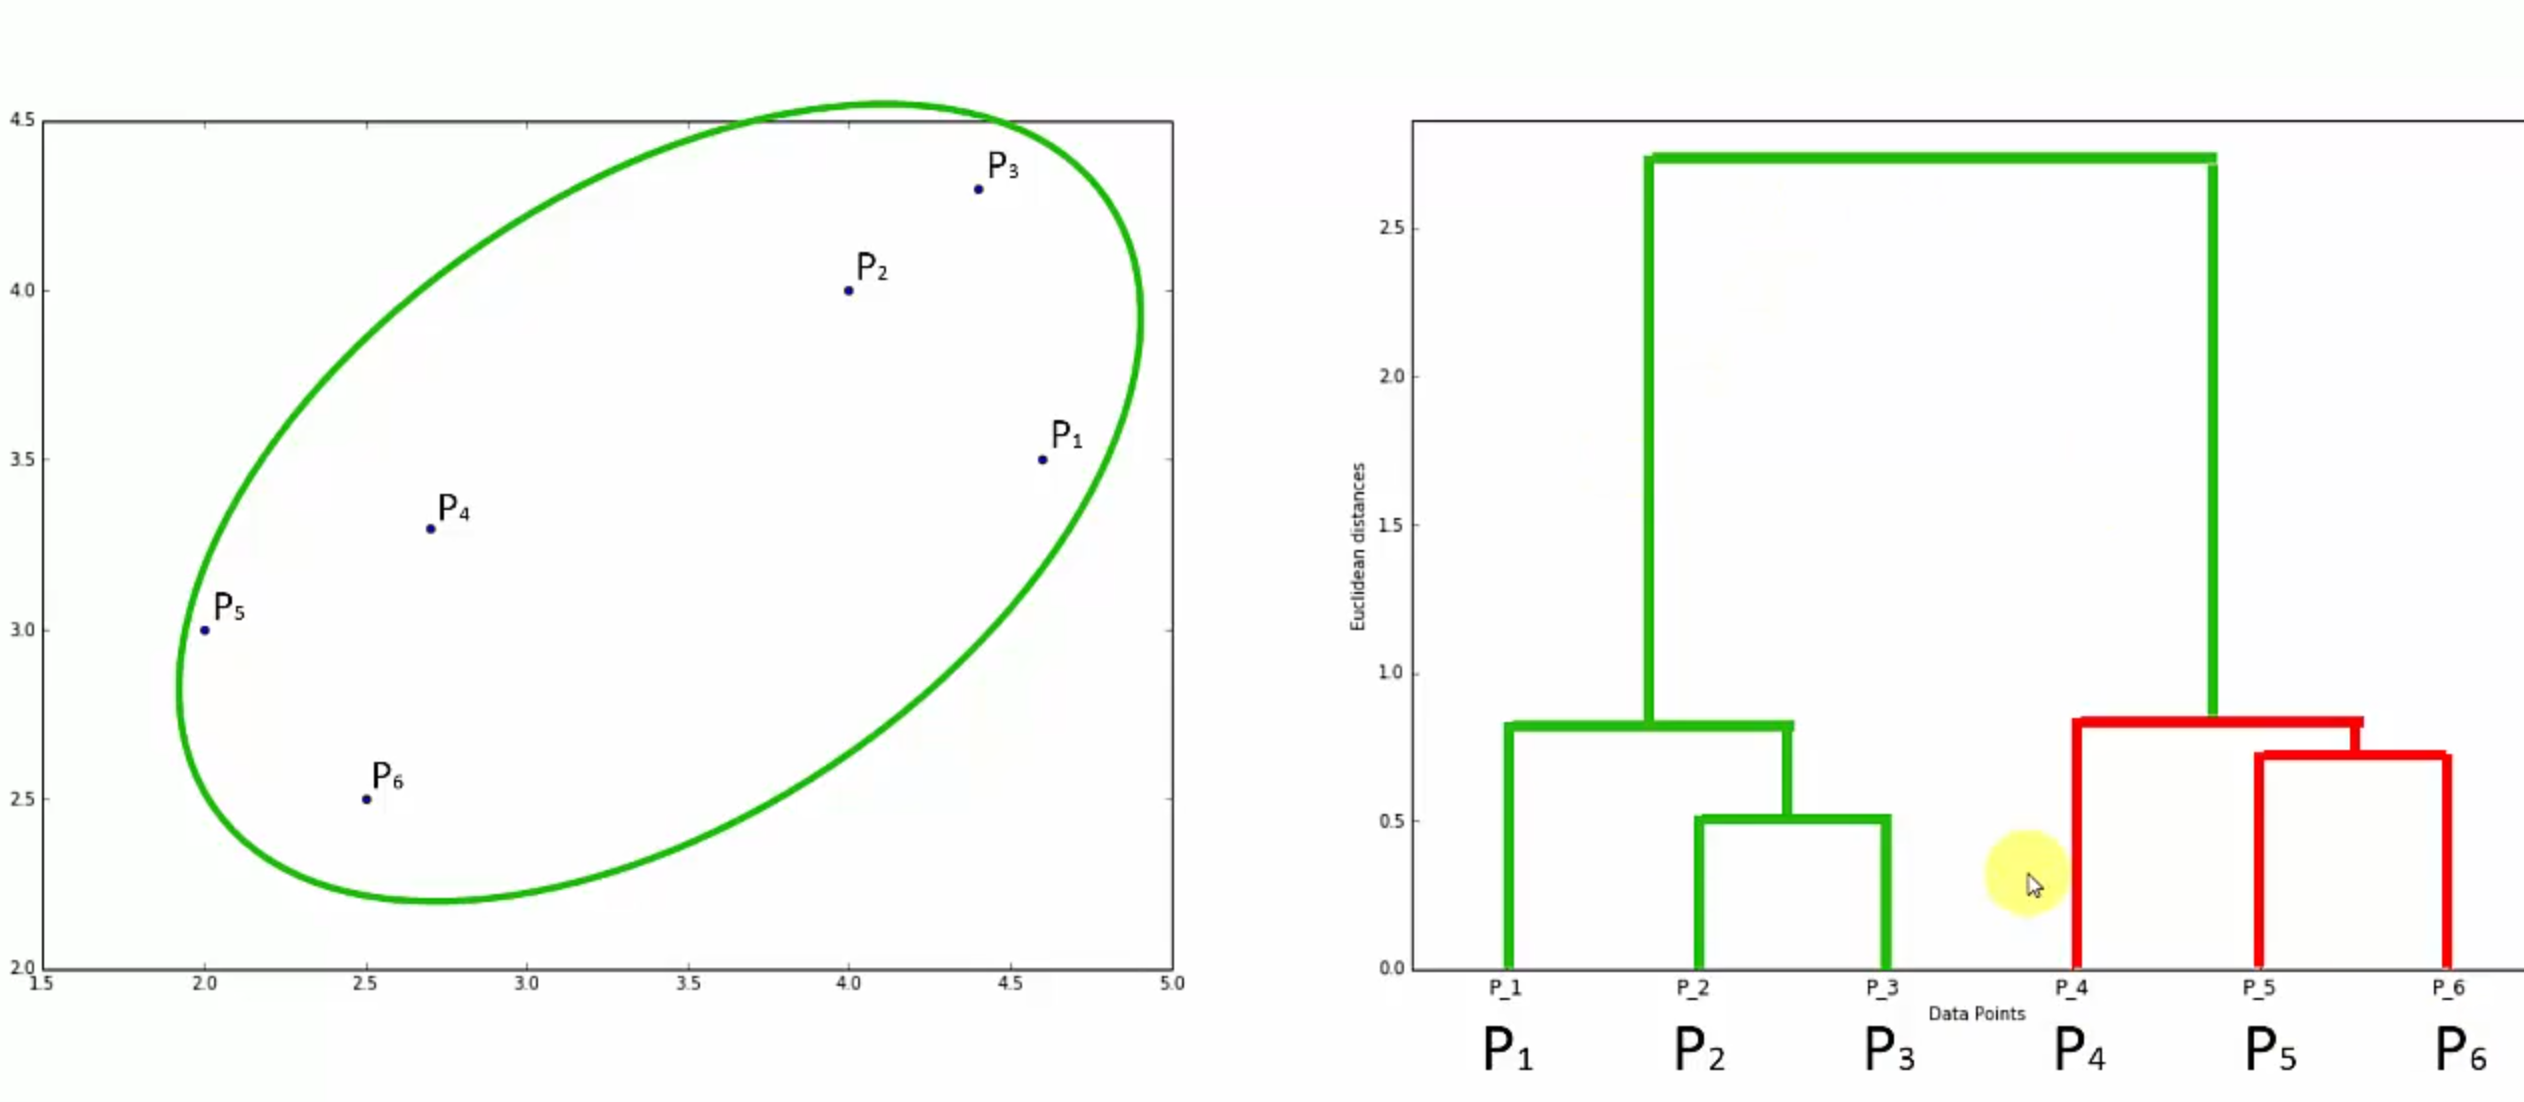 4.5
P₃
P₂
4.0
P₁
3.5
P₄
P₅
3.0
P₆
2.5
2.0
1.5 2.0 2.5 3.0 3.5 4.0 4.5 5.0
2.5
2.0
1.5
Euclidean distances
1.0
0.5
0.0
P_1 P_2 P_3 P_4 P_5 P_6
Data Points
P₁ P₂ P₃ P₄ P₅ P₆